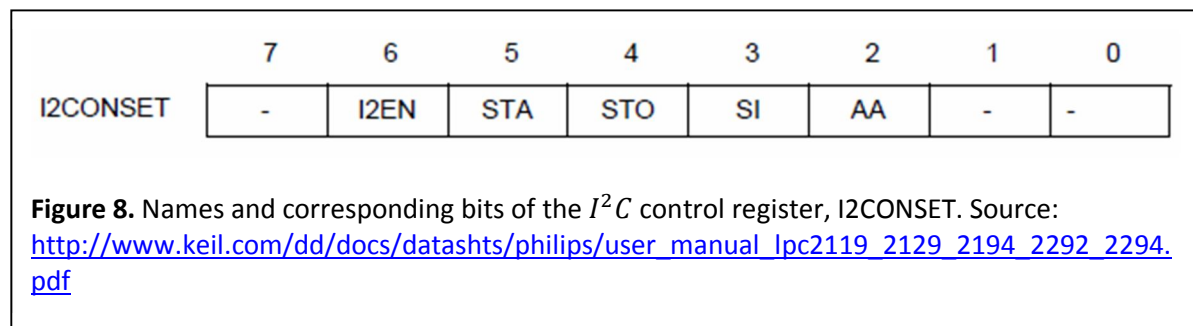 7 6 5 4 3 2 1 0
I2CONSET - I2EN STA STO SI AA - -
Figure 8. Names and corresponding bits of the I²C control register, I2CONSET. Source:
http://www.keil.com/dd/docs/datashts/philips/user_manual_lpc2119_2129_2194_2292_2294.
pdf